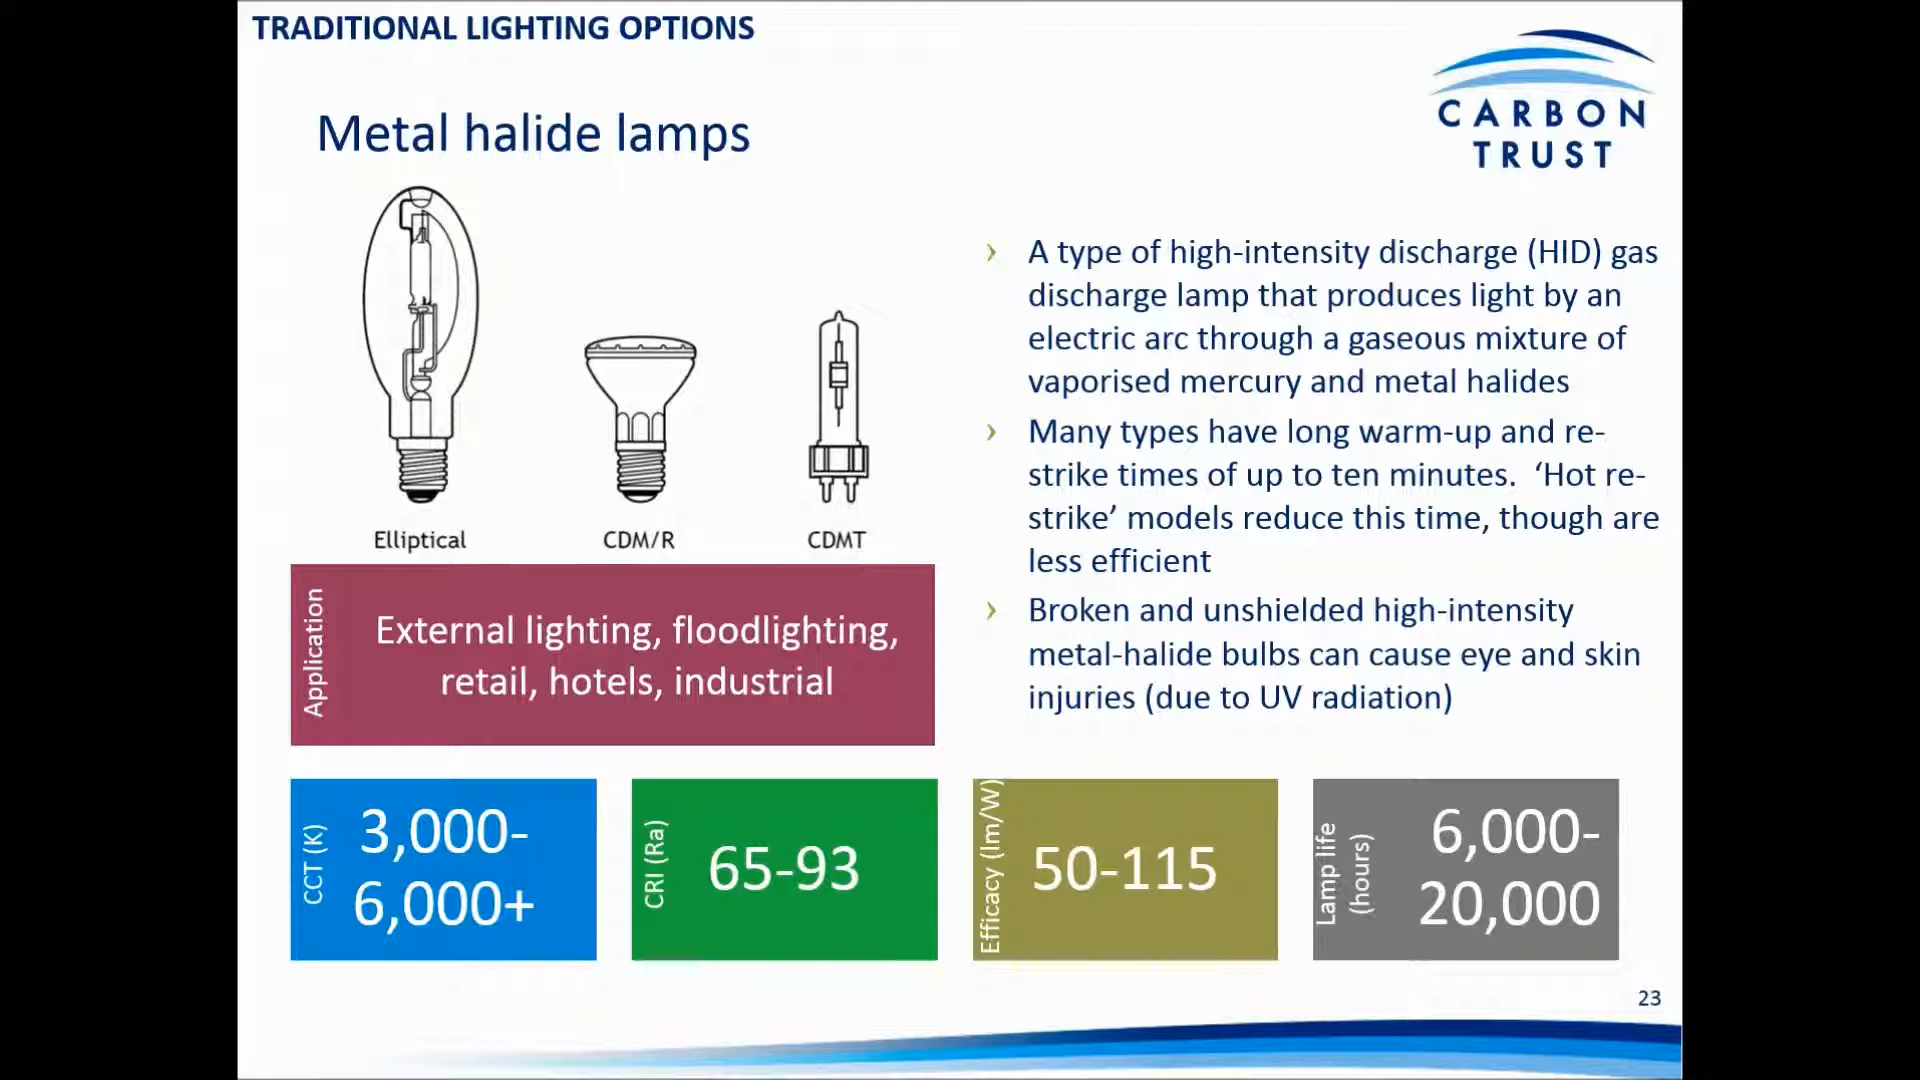 TRADITIONAL LIGHTING OPTIONS
CARBON
TRUST
Metal halide lamps
Elliptical
CDM/R
CDMT
› A type of high-intensity discharge (HID) gas
discharge lamp that produces light by an
electric arc through a gaseous mixture of
vaporised mercury and metal halides
› Many types have long warm-up and re-
strike times of up to ten minutes. ‘Hot re-
strike’ models reduce this time, though are
less efficient
› Broken and unshielded high-intensity
metal-halide bulbs can cause eye and skin
injuries (due to UV radiation)
Application
External lighting, floodlighting,
retail, hotels, industrial
CCT (K)
3,000-
6,000+
CRI (Ra)
65-93
Efficacy (lm/W)
50-115
Lamp life
(hours)
6,000-
20,000
23